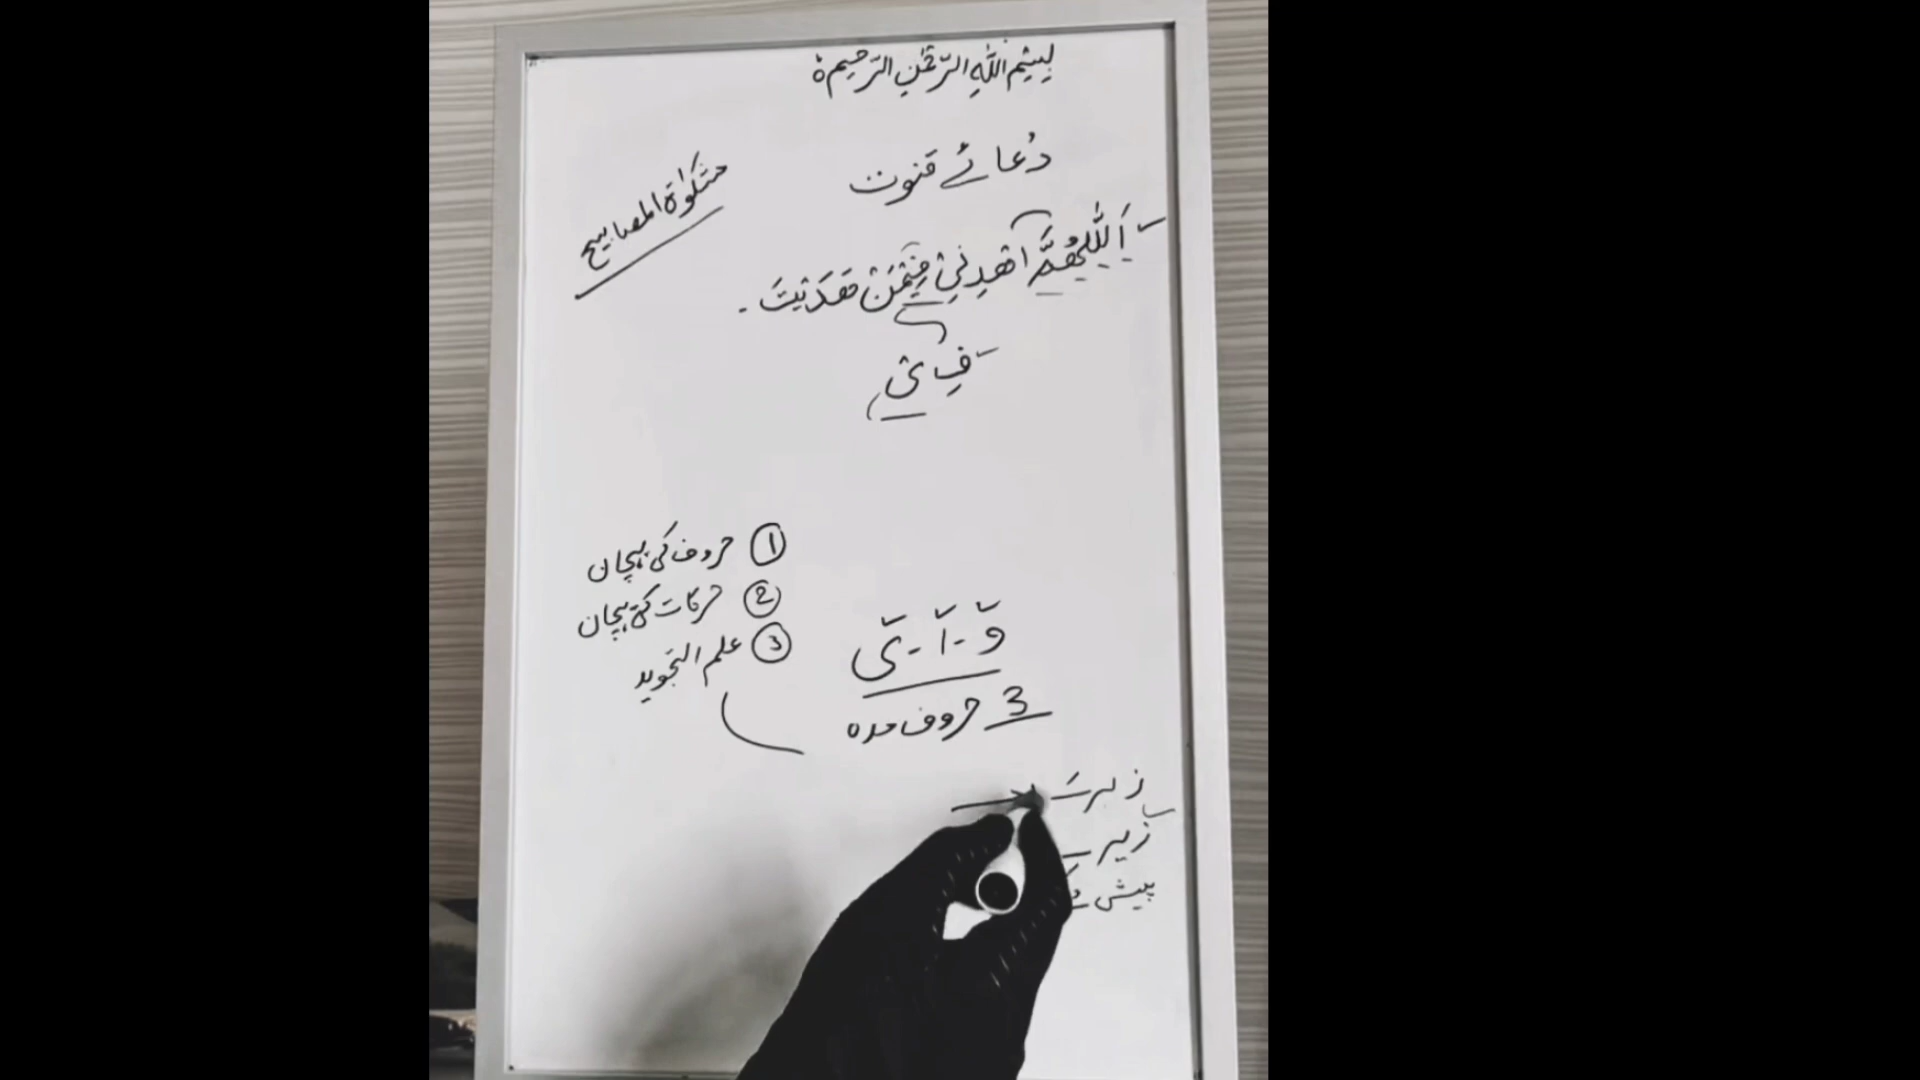 بِسْمِ اللّٰهِ الرَّحْمٰنِ الرَّحِيْمِ ہ
دُعائے قنوت
مشکوٰۃ المصابیح
اَللّٰهُمَّ اهْدِنِيْ فِيْمَنْ هَدَيْتَ ۔
فِ يْ
① حروف کی پہچان
② حرکات کی پہچان
③ علم التجوید
و - ا - ی
3 حروف مدہ
زبر َ
زیر ِ
پیش ُ